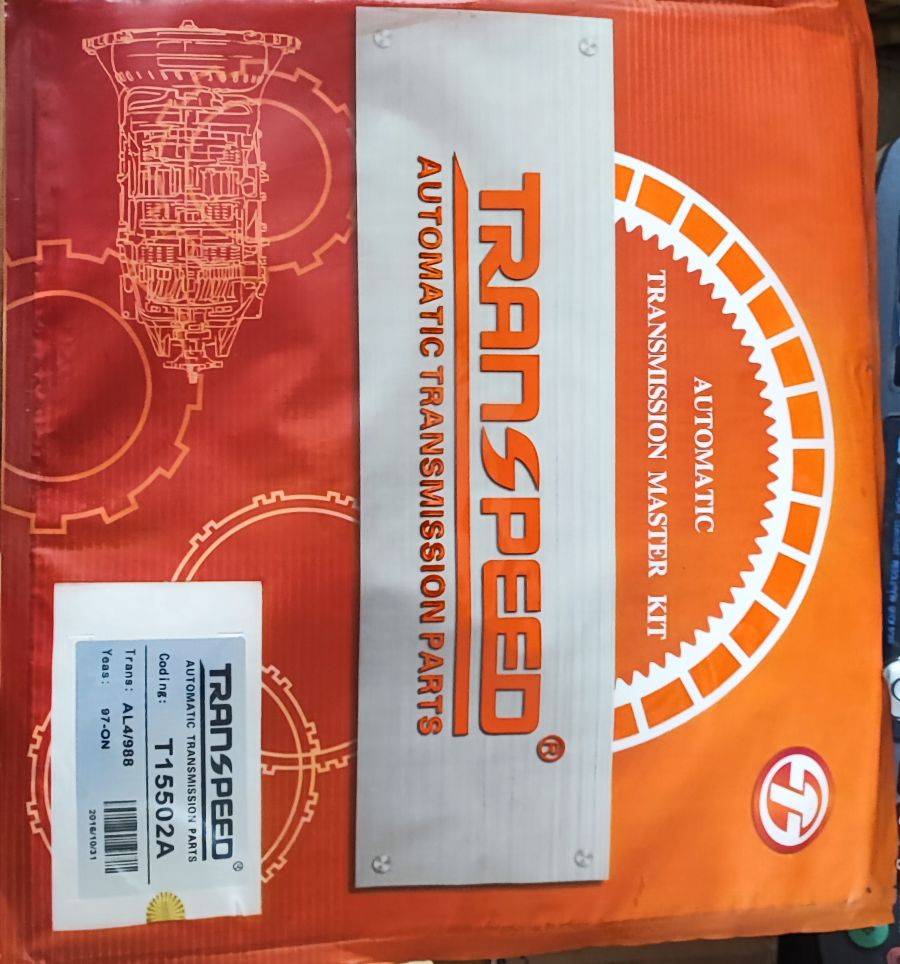 AUTOMATIC
TRANSMISSION MASTER KIT
TRANSPEED®
AUTOMATIC TRANSMISSION PARTS
TRANSPEED®
AUTOMATIC TRANSMISSION PARTS
Coding: T15502A
Trans: AL4/988
Yeas: 97-ON
2016/10/31